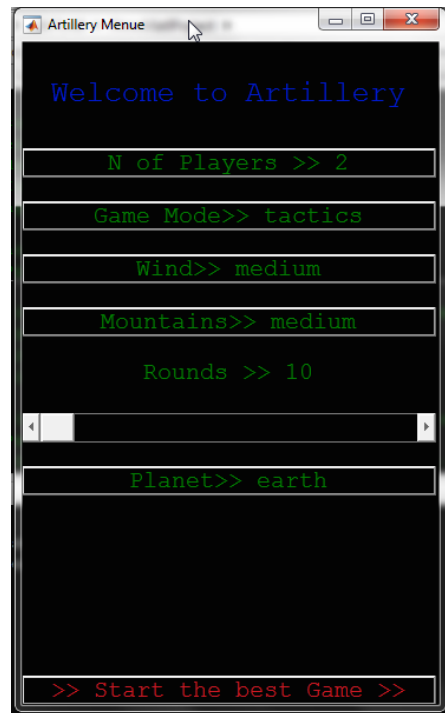 Artillery Menue
Welcome to Artillery
N of Players >> 2
Game Mode>> tactics
Wind>> medium
Mountains>> medium
Rounds >> 10
Planet>> earth
>> Start the best Game >>